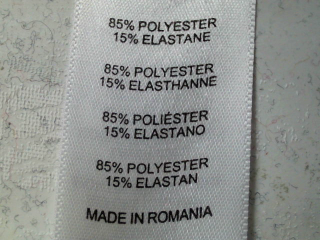 85% POLYESTER
15% ELASTANE
85% POLYESTER
15% ELASTHANNE
85% POLIÉSTER
15% ELASTANO
85% POLYESTER
15% ELASTAN
MADE IN ROMANIA